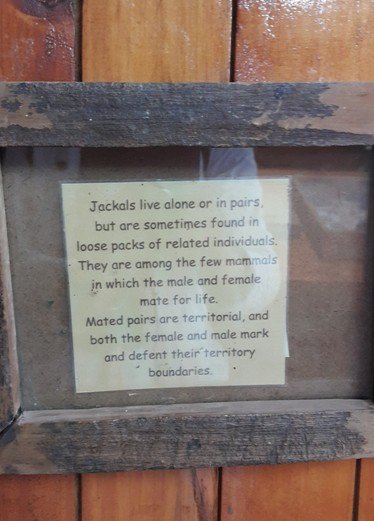 Jackals live alone or in pairs,
but are sometimes found in
loose packs of related individuals.
They are among the few mammals
in which the male and female
mate for life.
Mated pairs are territorial, and
both the female and male mark
and defent their territory
boundaries.